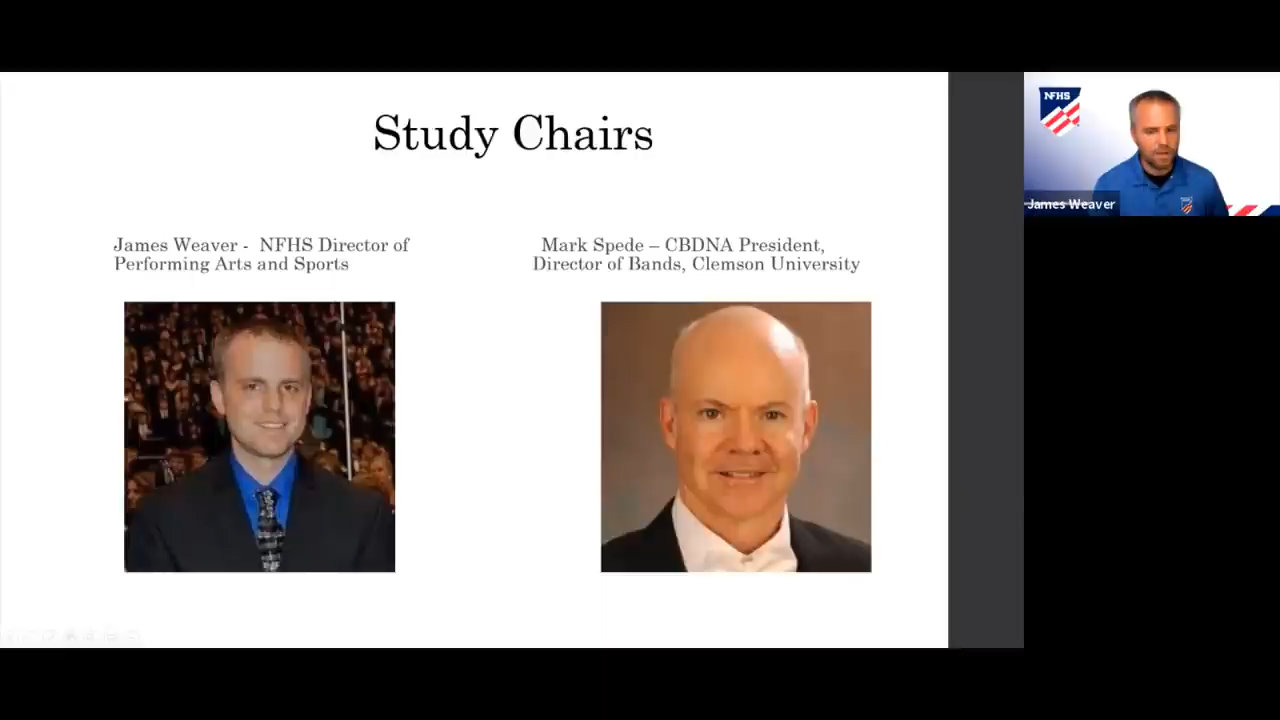 Study Chairs
James Weaver - NFHS Director of
Performing Arts and Sports
Mark Spede – CBDNA President,
Director of Bands, Clemson University
NFHS
James Weaver